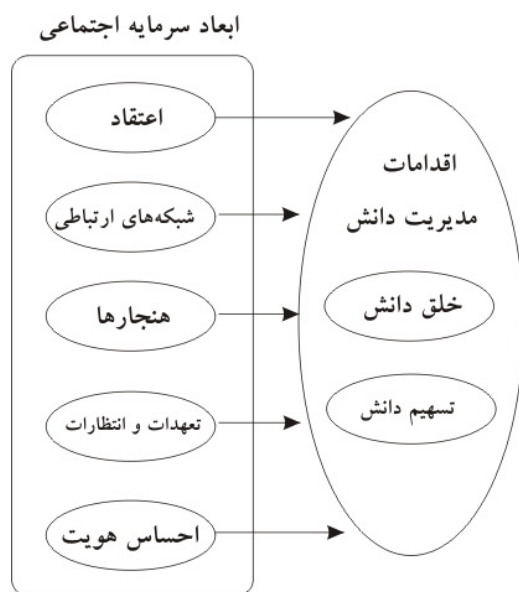 ابعاد سرمایه اجتماعی
اعتقاد
شبکه‌های ارتباطی
هنجارها
تعهدات و انتظارات
احساس هویت
اقدامات
مدیریت دانش
خلق دانش
تسهیم دانش